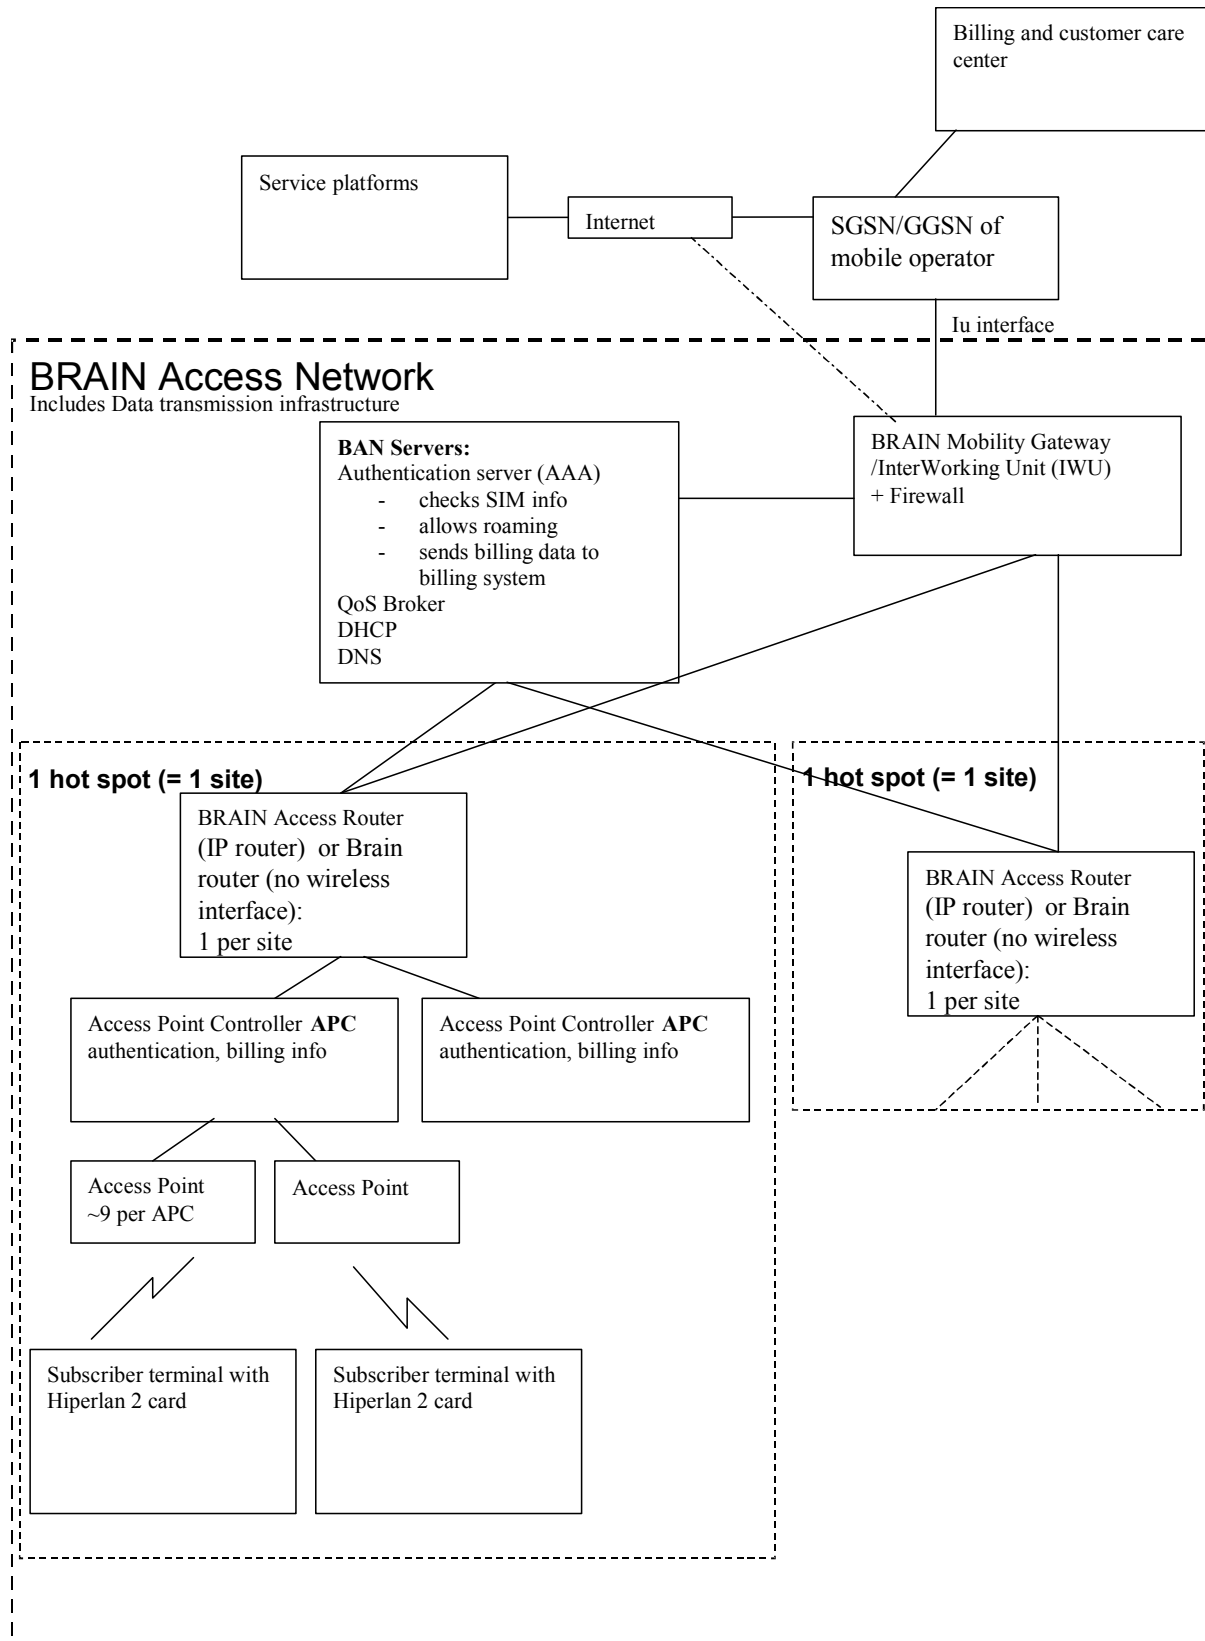 Billing and customer care
center
Service platforms
Internet
SGSN/GGSN of
mobile operator
Iu interface
BRAIN Access Network
Includes Data transmission infrastructure
BAN Servers:
Authentication server (AAA)
- checks SIM info
- allows roaming
- sends billing data to
billing system
QoS Broker
DHCP
DNS
BRAIN Mobility Gateway
/InterWorking Unit (IWU)
+ Firewall
1 hot spot (= 1 site)
BRAIN Access Router
(IP router) or Brain
router (no wireless
interface):
1 per site
1 hot spot (= 1 site)
BRAIN Access Router
(IP router) or Brain
router (no wireless
interface):
1 per site
Access Point Controller APC
authentication, billing info
Access Point Controller APC
authentication, billing info
Access Point
~9 per APC
Access Point
Subscriber terminal with
Hiperlan 2 card
Subscriber terminal with
Hiperlan 2 card